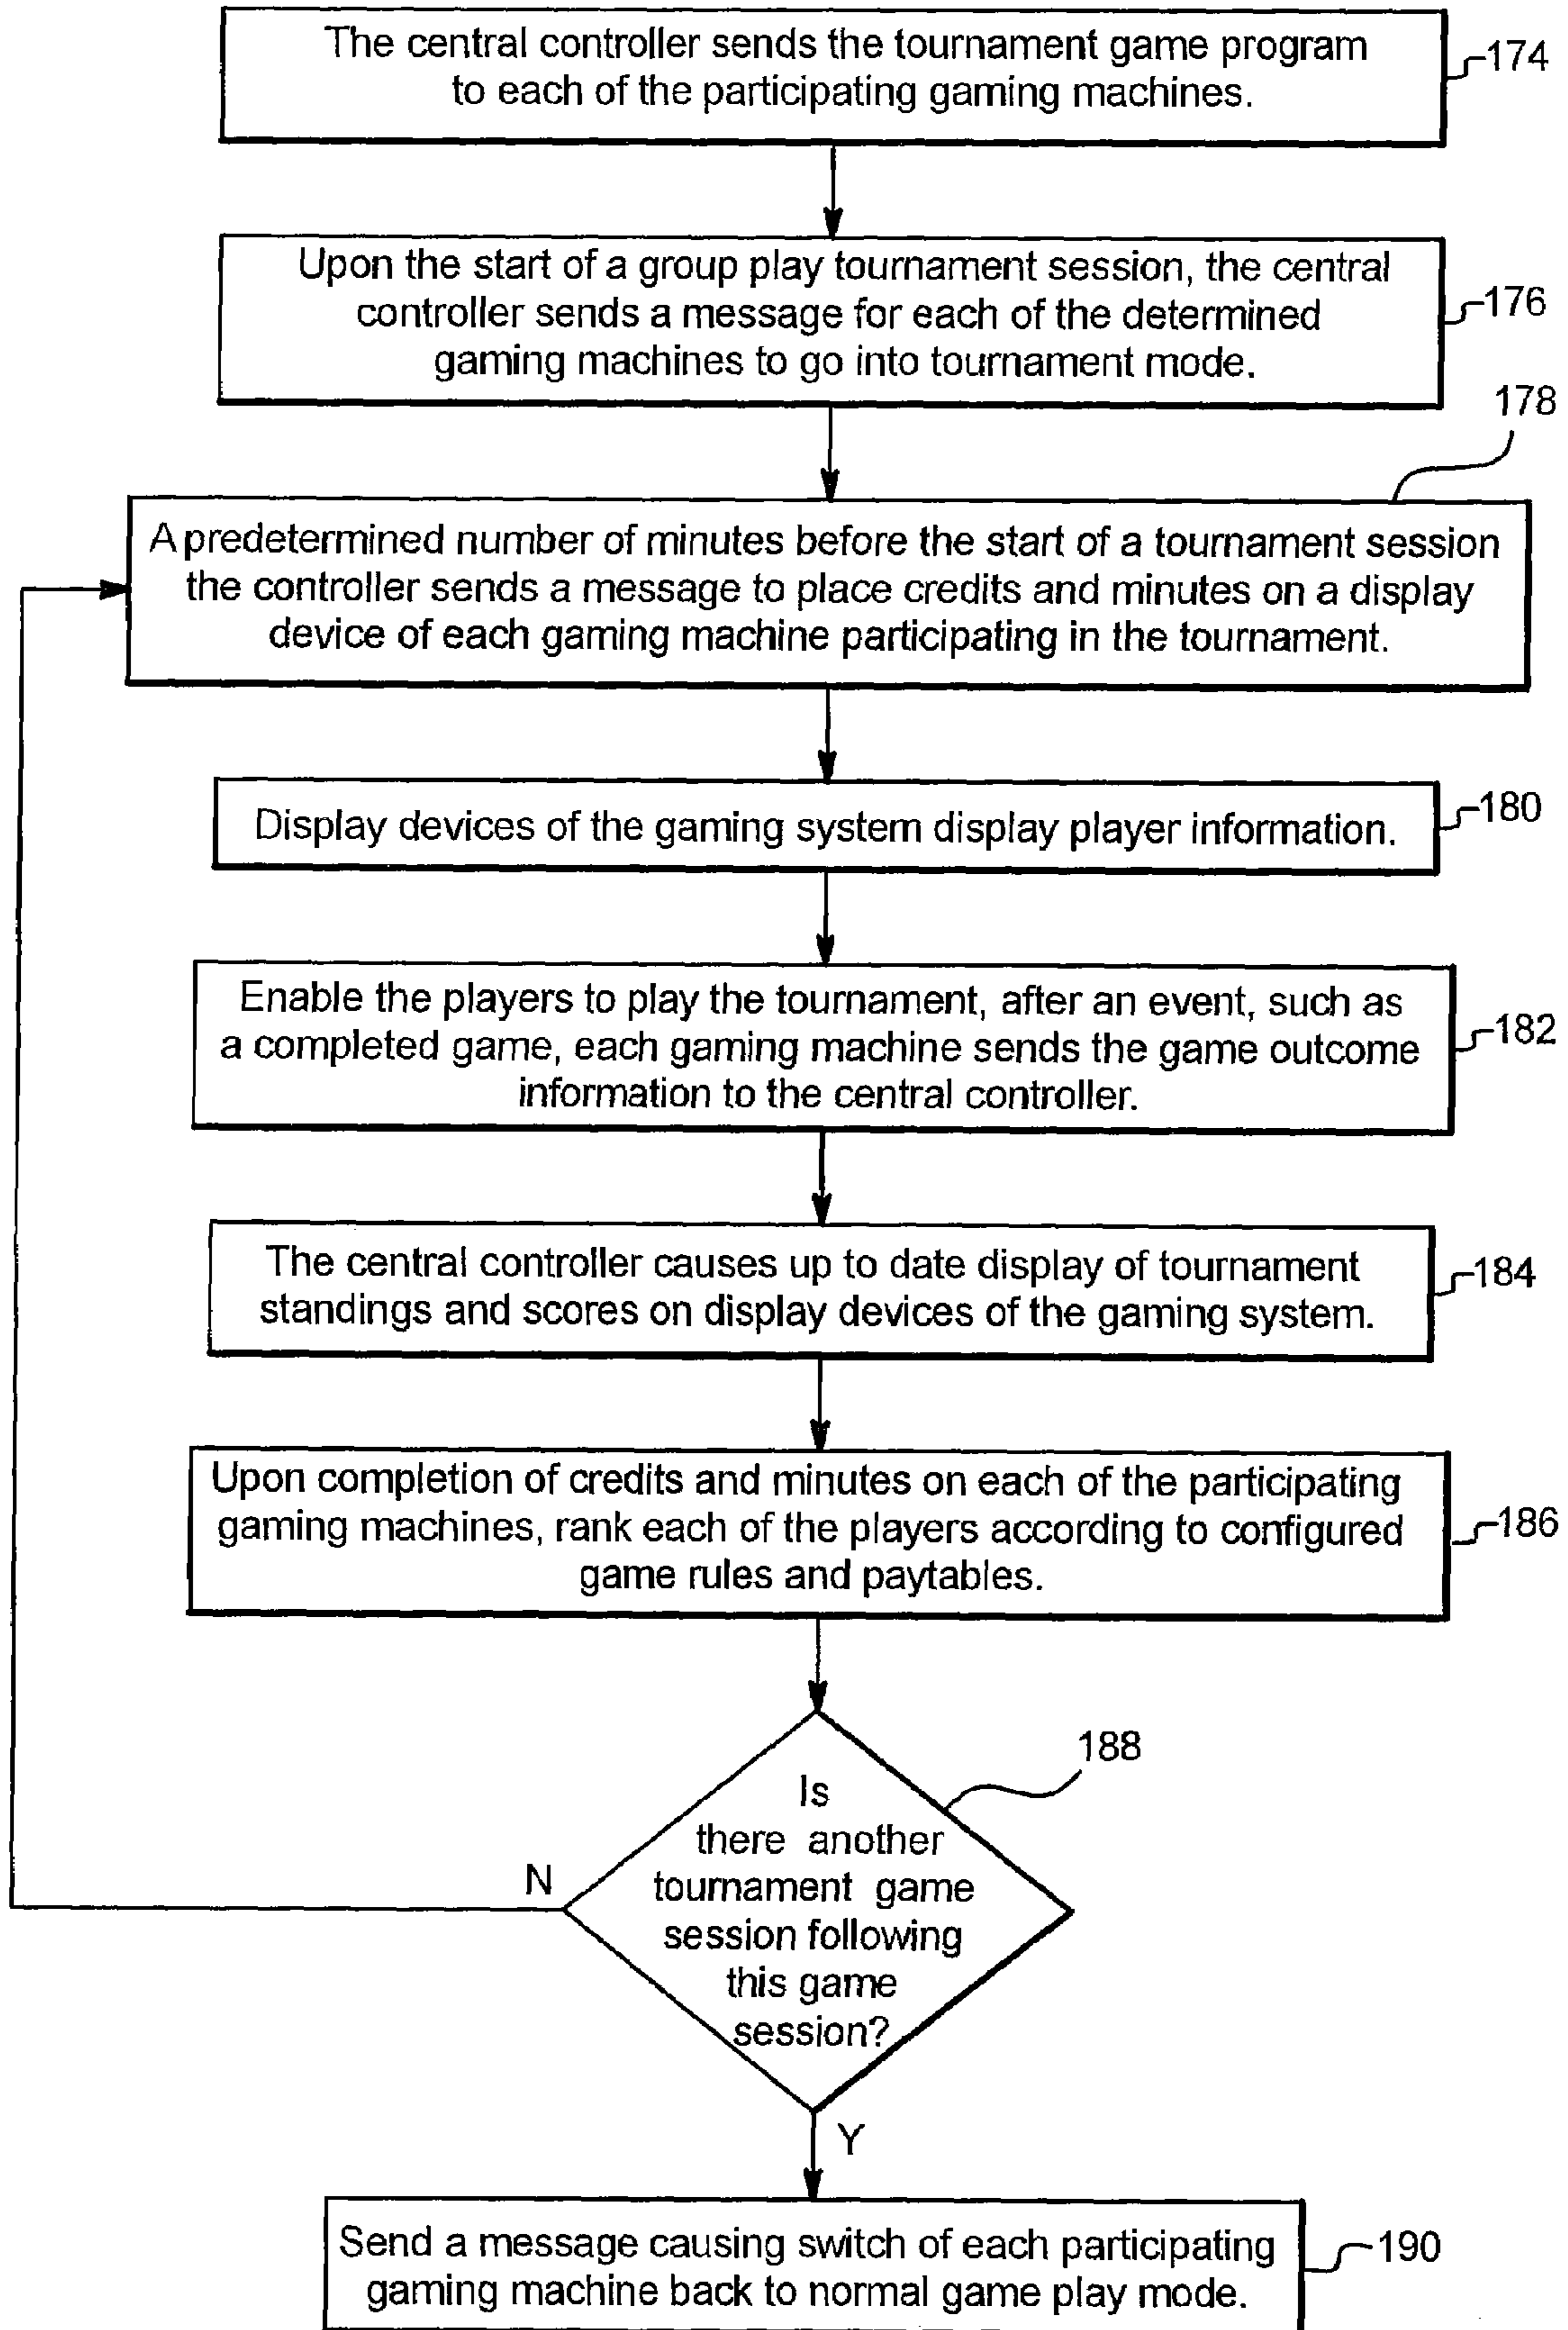 The central controller sends the tournament game program
to each of the participating gaming machines.
174
Upon the start of a group play tournament session, the central
controller sends a message for each of the determined
gaming machines to go into tournament mode.
176
178
A predetermined number of minutes before the start of a tournament session
the controller sends a message to place credits and minutes on a display
device of each gaming machine participating in the tournament.
Display devices of the gaming system display player information.
180
Enable the players to play the tournament, after an event, such as
a completed game, each gaming machine sends the game outcome
information to the central controller.
182
The central controller causes up to date display of tournament
standings and scores on display devices of the gaming system.
184
Upon completion of credits and minutes on each of the participating
gaming machines, rank each of the players according to configured
game rules and paytables.
186
188
Is
there another
tournament game
session following
this game
session?
N
Y
Send a message causing switch of each participating
gaming machine back to normal game play mode.
190